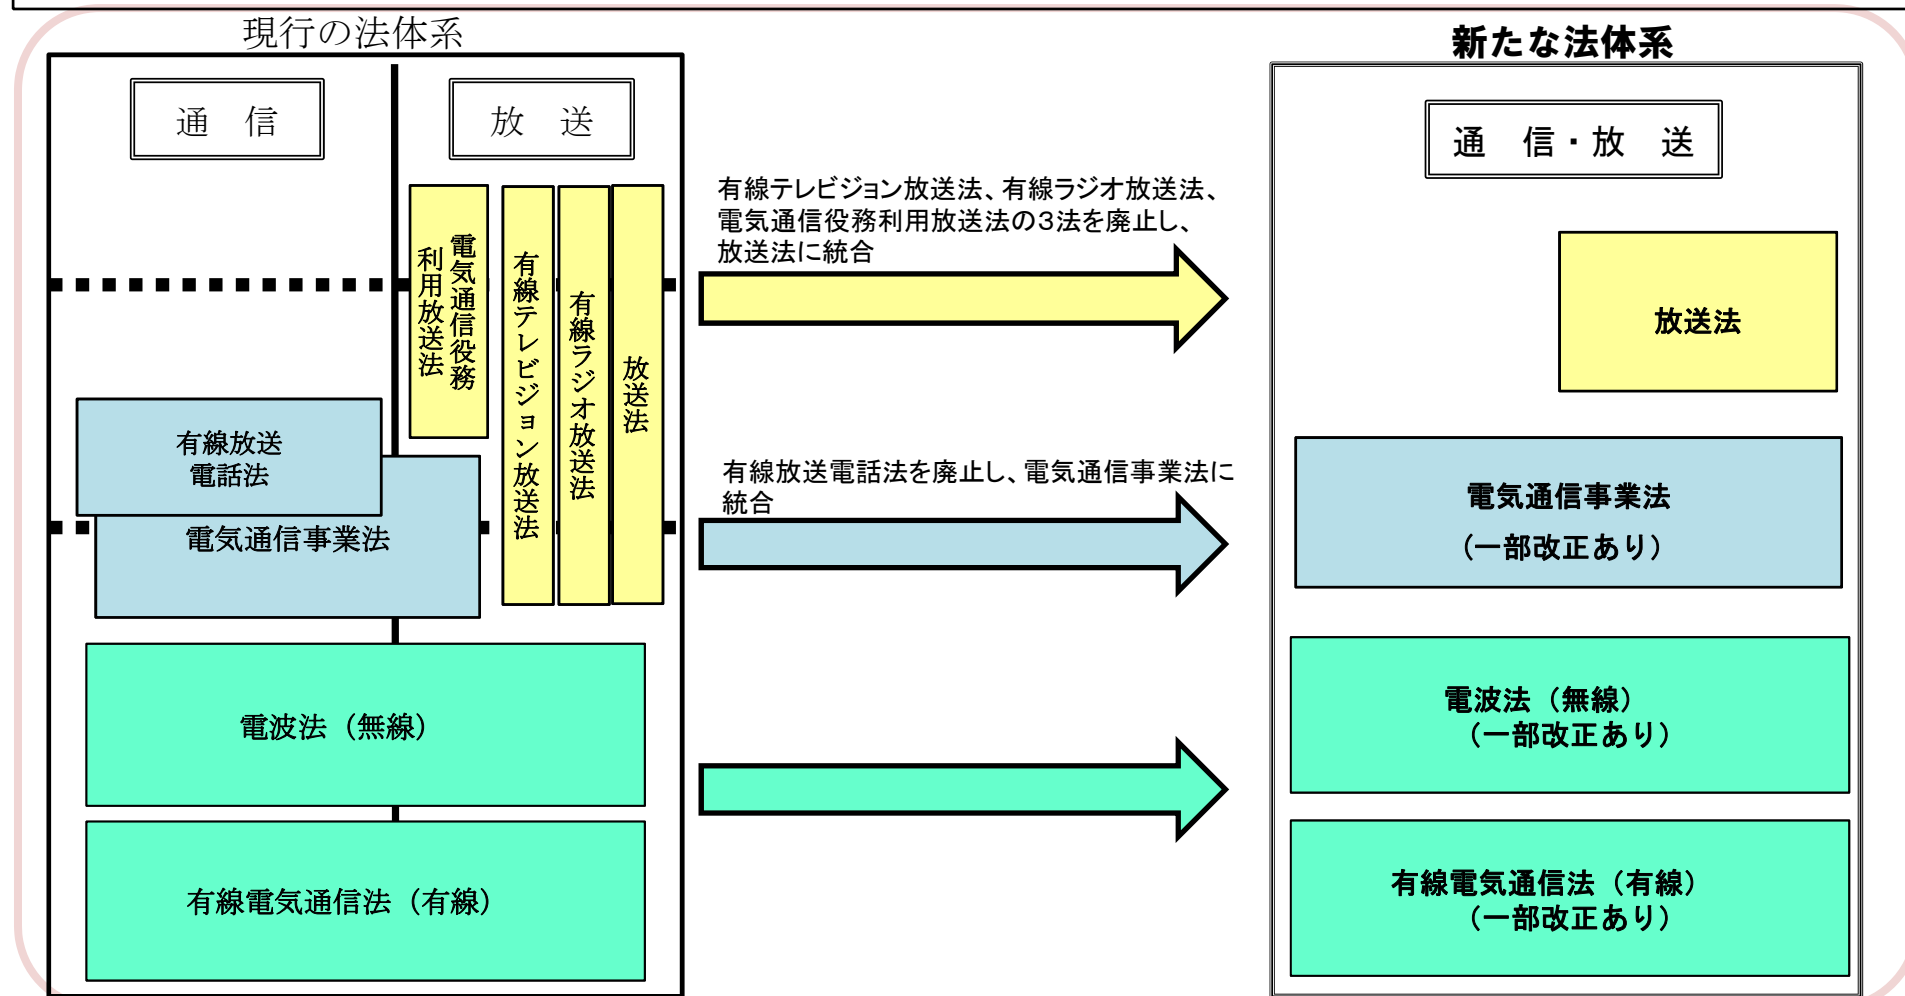 現行の法体系
通　信
放　送
電気通信役務
利用放送法
有線テレビジョン放送法
有線ラジオ放送法
放送法
有線放送
電話法
電気通信事業法
電波法（無線）
有線電気通信法（有線）
有線テレビジョン放送法、有線ラジオ放送法、
電気通信役務利用放送法の３法を廃止し、
放送法に統合
有線放送電話法を廃止し、電気通信事業法に
統合
新たな法体系
通　信・放　送
放送法
電気通信事業法
（一部改正あり）
電波法（無線）
（一部改正あり）
有線電気通信法（有線）
（一部改正あり）